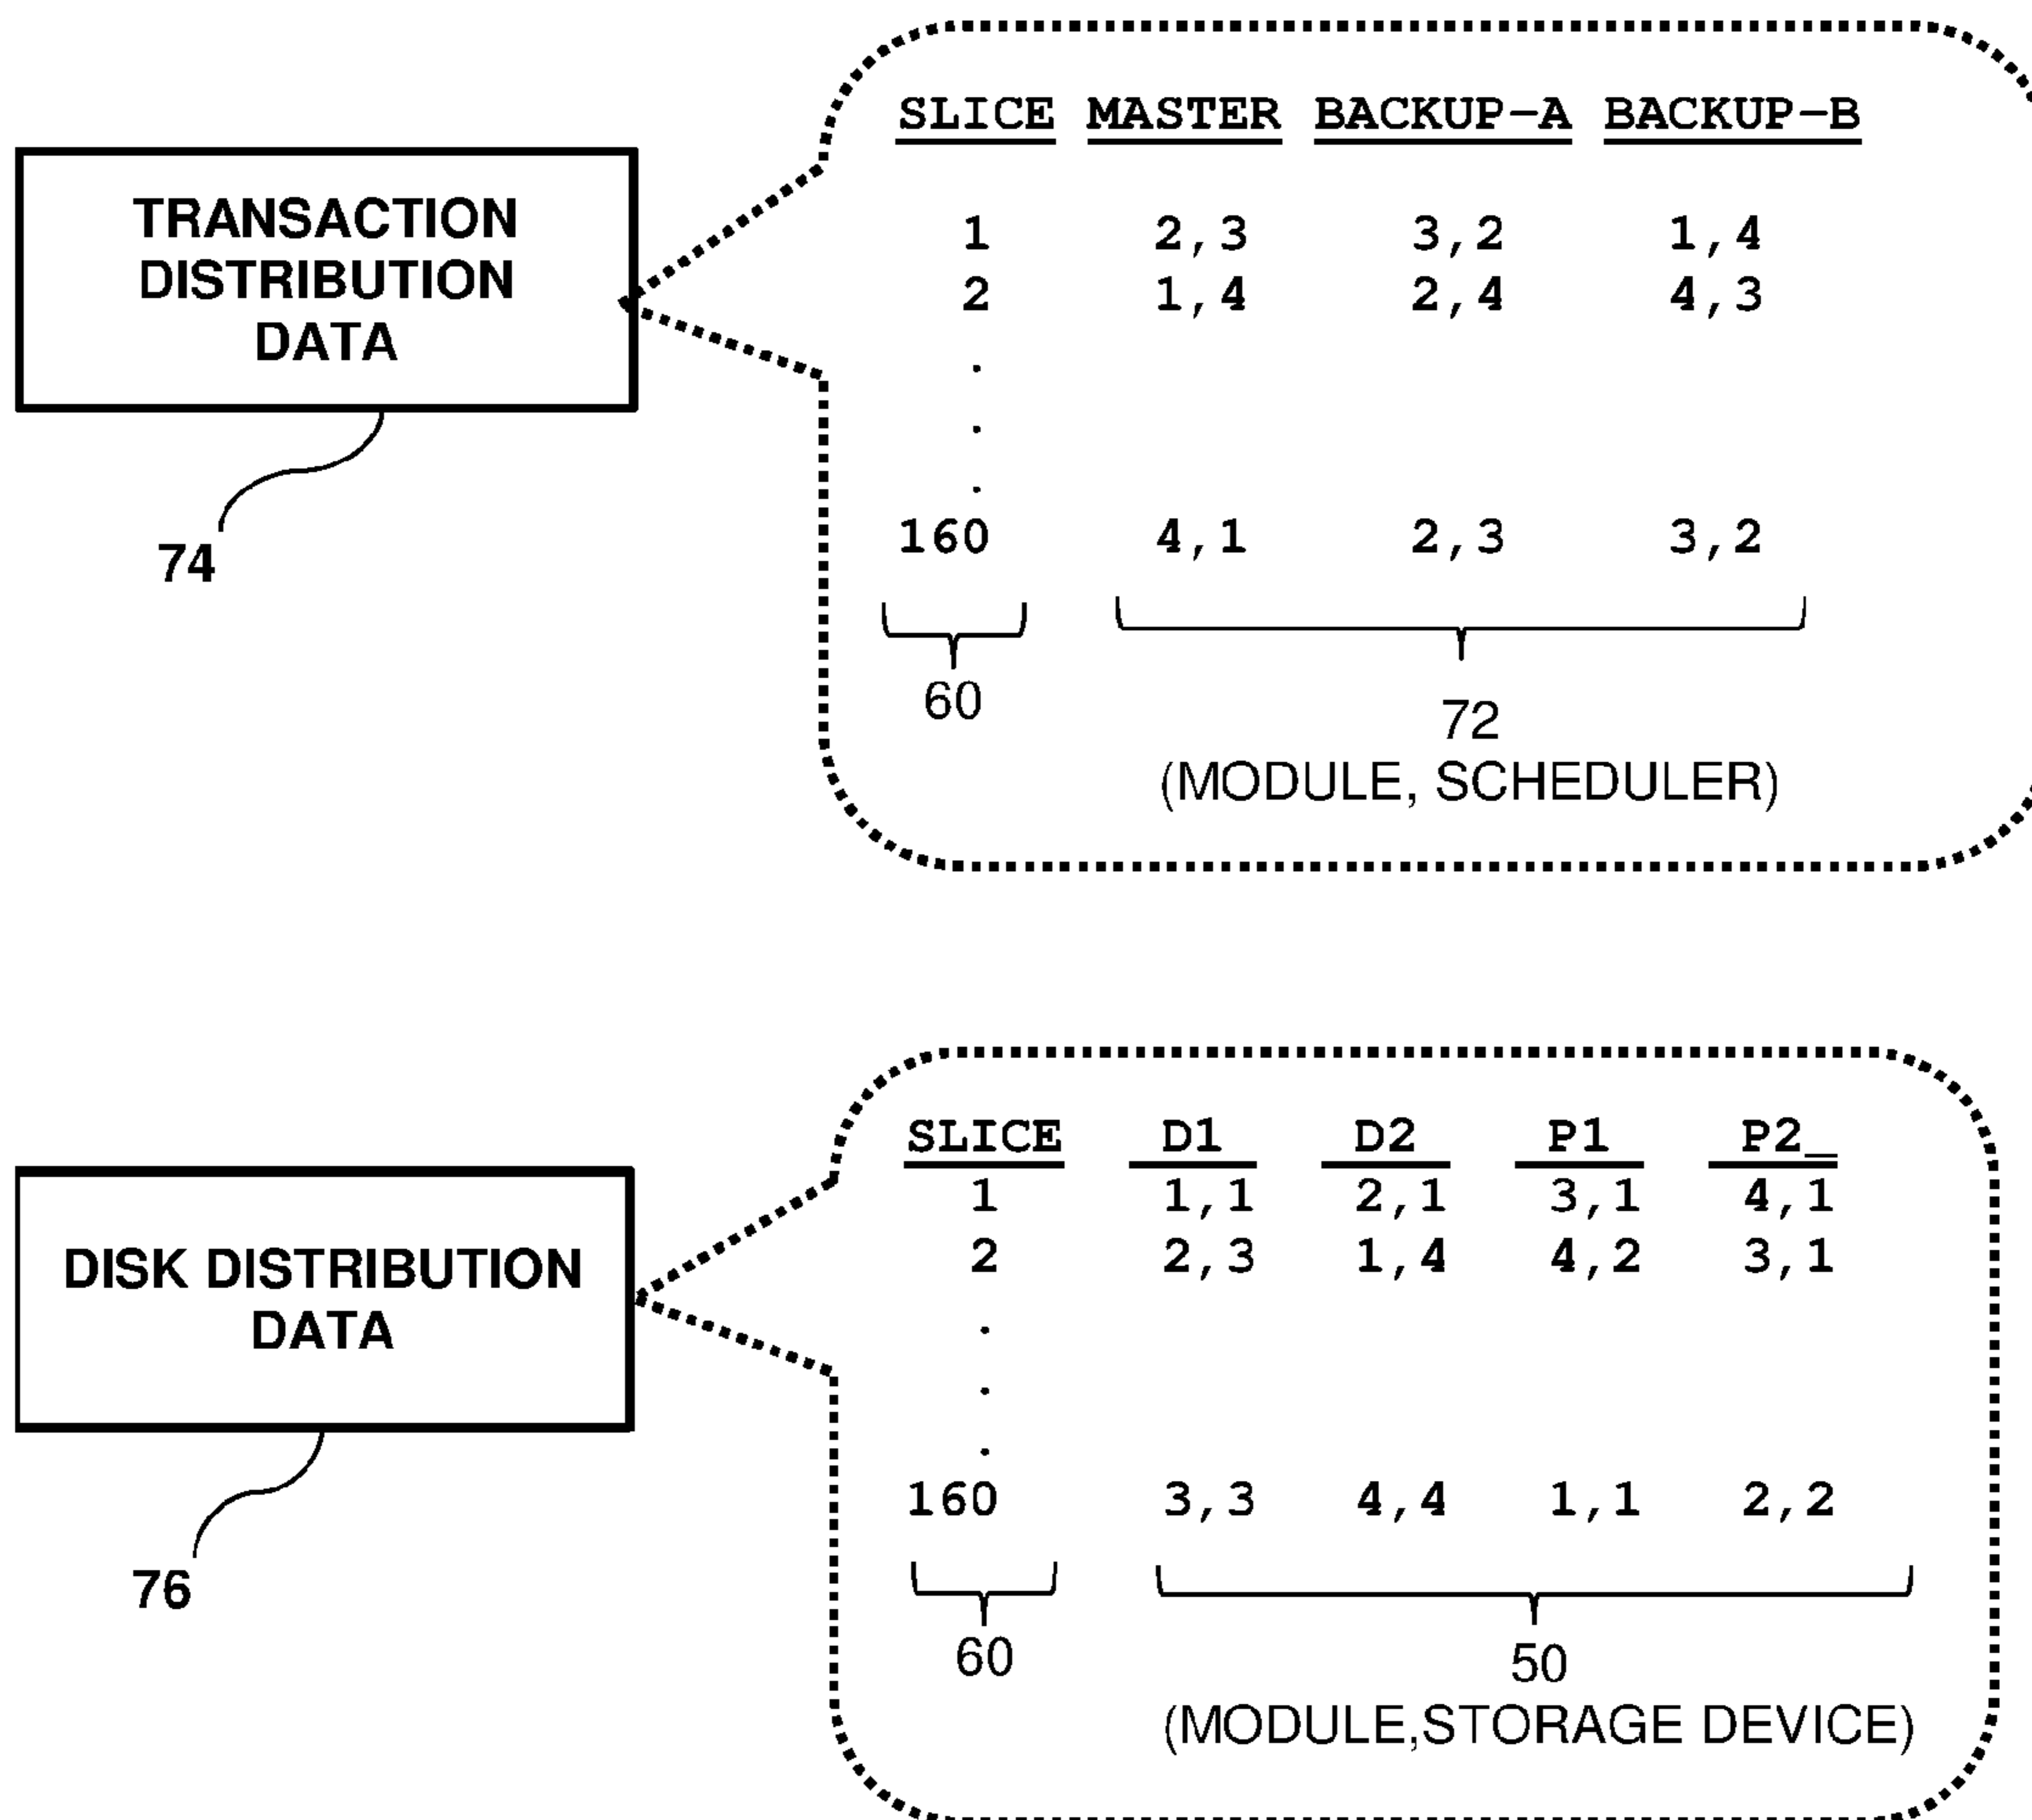 TRANSACTION
DISTRIBUTION
DATA
74
SLICE MASTER BACKUP-A BACKUP-B
1 2,3 3,2 1,4
2 1,4 2,4 4,3
.
.
.
160 4,1 2,3 3,2
60
72
(MODULE, SCHEDULER)
DISK DISTRIBUTION
DATA
76
SLICE D1 D2 P1 P2_
1 1,1 2,1 3,1 4,1
2 2,3 1,4 4,2 3,1
.
.
.
160 3,3 4,4 1,1 2,2
60
50
(MODULE,STORAGE DEVICE)